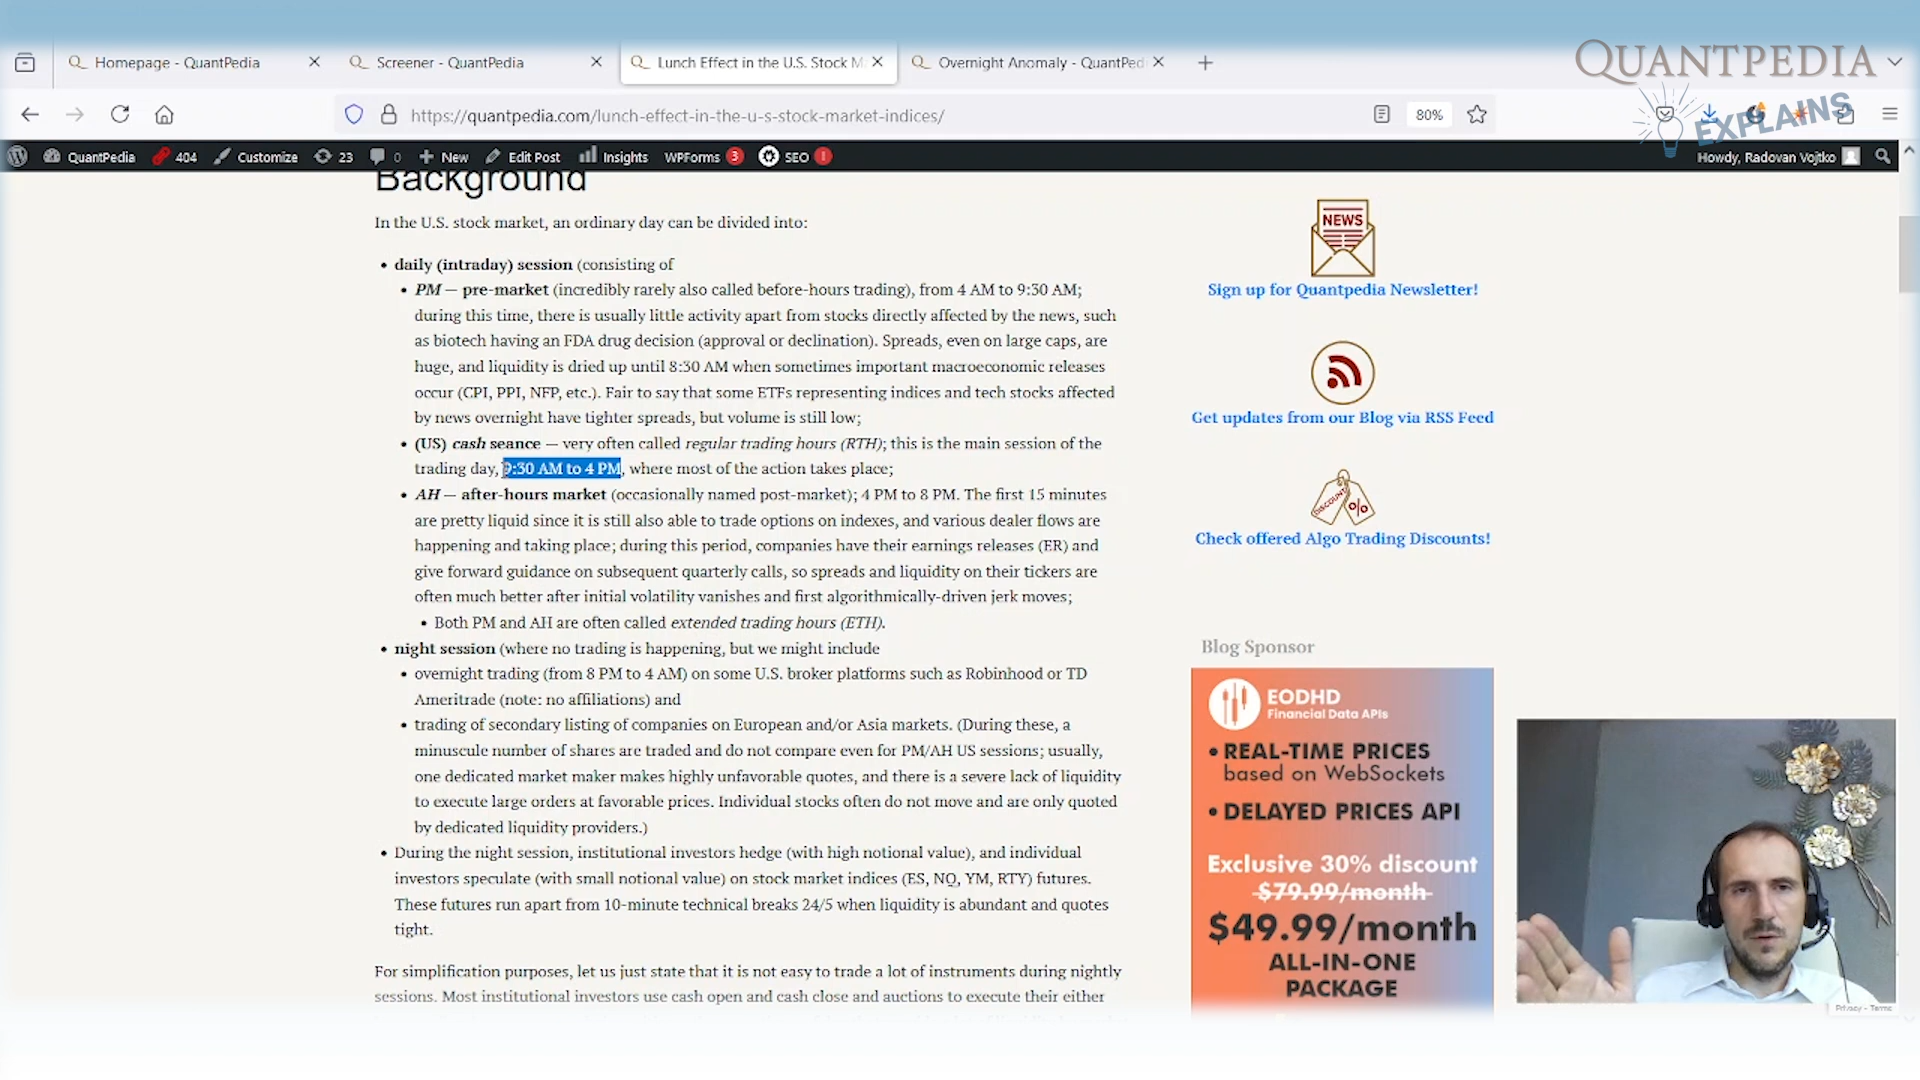 Homepage - QuantPedia
Screener - QuantPedia
Lunch Effect in the U.S. Stock M
Overnight Anomaly - QuantPed
QUANTPEDIA
EXPLAINS
https://quantpedia.com/lunch-effect-in-the-u-s-stock-market-indices/
80%
QuantPedia 404 Customize 23 0 New Edit Post Insights WPForms 3 SEO ! Howdy, Radovan Vojtko
Background
In the U.S. stock market, an ordinary day can be divided into:
• daily (intraday) session (consisting of
• PM — pre-market (incredibly rarely also called before-hours trading), from 4 AM to 9:30 AM;
during this time, there is usually little activity apart from stocks directly affected by the news, such
as biotech having an FDA drug decision (approval or declination). Spreads, even on large caps, are
huge, and liquidity is dried up until 8:30 AM when sometimes important macroeconomic releases
occur (CPI, PPI, NFP, etc.). Fair to say that some ETFs representing indices and tech stocks affected
by news overnight have tighter spreads, but volume is still low;
• (US) cash seance — very often called regular trading hours (RTH); this is the main session of the
trading day, 9:30 AM to 4 PM, where most of the action takes place;
• AH — after-hours market (occasionally named post-market); 4 PM to 8 PM. The first 15 minutes
are pretty liquid since it is still also able to trade options on indexes, and various dealer flows are
happening and taking place; during this period, companies have their earnings releases (ER) and
give forward guidance on subsequent quarterly calls, so spreads and liquidity on their tickers are
often much better after initial volatility vanishes and first algorithmically-driven jerk moves;
• Both PM and AH are often called extended trading hours (ETH).
• night session (where no trading is happening, but we might include
• overnight trading (from 8 PM to 4 AM) on some U.S. broker platforms such as Robinhood or TD
Ameritrade (note: no affiliations) and
• trading of secondary listing of companies on European and/or Asia markets. (During these, a
minuscule number of shares are traded and do not compare even for PM/AH US sessions; usually,
one dedicated market maker makes highly unfavorable quotes, and there is a severe lack of liquidity
to execute large orders at favorable prices. Individual stocks often do not move and are only quoted
by dedicated liquidity providers.)
• During the night session, institutional investors hedge (with high notional value), and individual
investors speculate (with small notional value) on stock market indices (ES, NQ, YM, RTY) futures.
These futures run apart from 10-minute technical breaks 24/5 when liquidity is abundant and quotes
tight.
For simplification purposes, let us just state that it is not easy to trade a lot of instruments during nightly
sessions. Most institutional investors use cash open and cash close and auctions to execute their either
NEWS
Sign up for Quantpedia Newsletter!
Get updates from our Blog via RSS Feed
DISCOUNT %
Check offered Algo Trading Discounts!
Blog Sponsor
EODHD
Financial Data APIs
• REAL-TIME PRICES
based on WebSockets
• DELAYED PRICES API
Exclusive 30% discount
$79.99/month
$49.99/month
ALL-IN-ONE
PACKAGE
Privacy - Terms